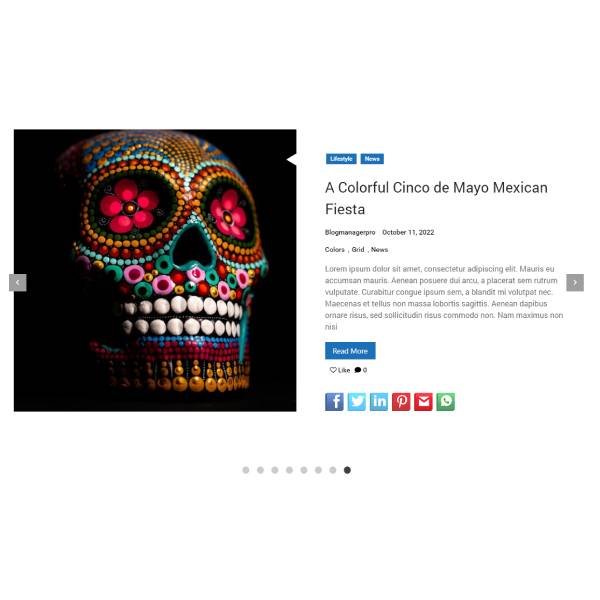 Lifestyle News
A Colorful Cinco de Mayo Mexican
Fiesta
Blogmanagerpro October 11, 2022
Colors , Grid , News
Lorem ipsum dolor sit amet, consectetur adipiscing elit. Mauris eu
accumsan mauris. Aenean posuere dui arcu, a placerat sem rutrum
vulputate. Curabitur congue ipsum sem, a blandit mi volutpat nec.
Maecenas et tellus non massa lobortis sagittis. Aenean dapibus
ornare risus, sed sollicitudin risus commodo non. Nam maximus non
nisi
Read More
Like 0